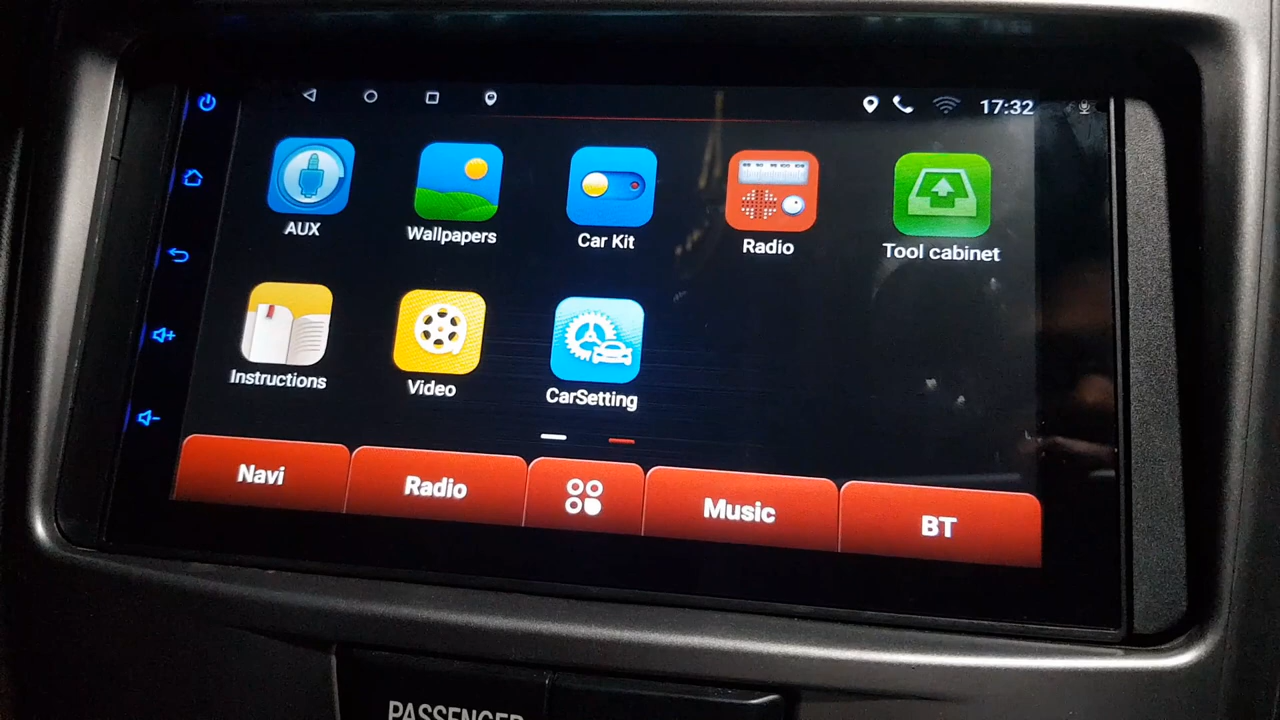 17:32
AUX
Wallpapers
Car Kit
Radio
Tool cabinet
Instructions
Video
CarSetting
Navi
Radio
Music
BT
PASSENGER